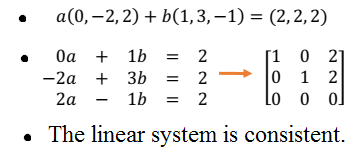 • a(0, −2, 2) + b(1, 3, −1) = (2, 2, 2)
• 0a + 1b = 2 [1 0 2]
−2a + 3b = 2 → [0 1 2]
2a − 1b = 2 [0 0 0]
• The linear system is consistent.